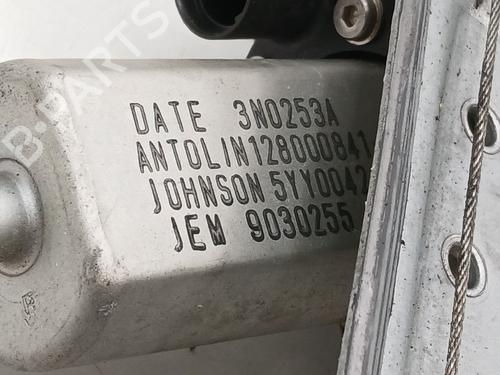 B-PARTS
DATE 3N0253A
ANTOLIN128000841
JOHNSON 5YY0042
JEM 9030255